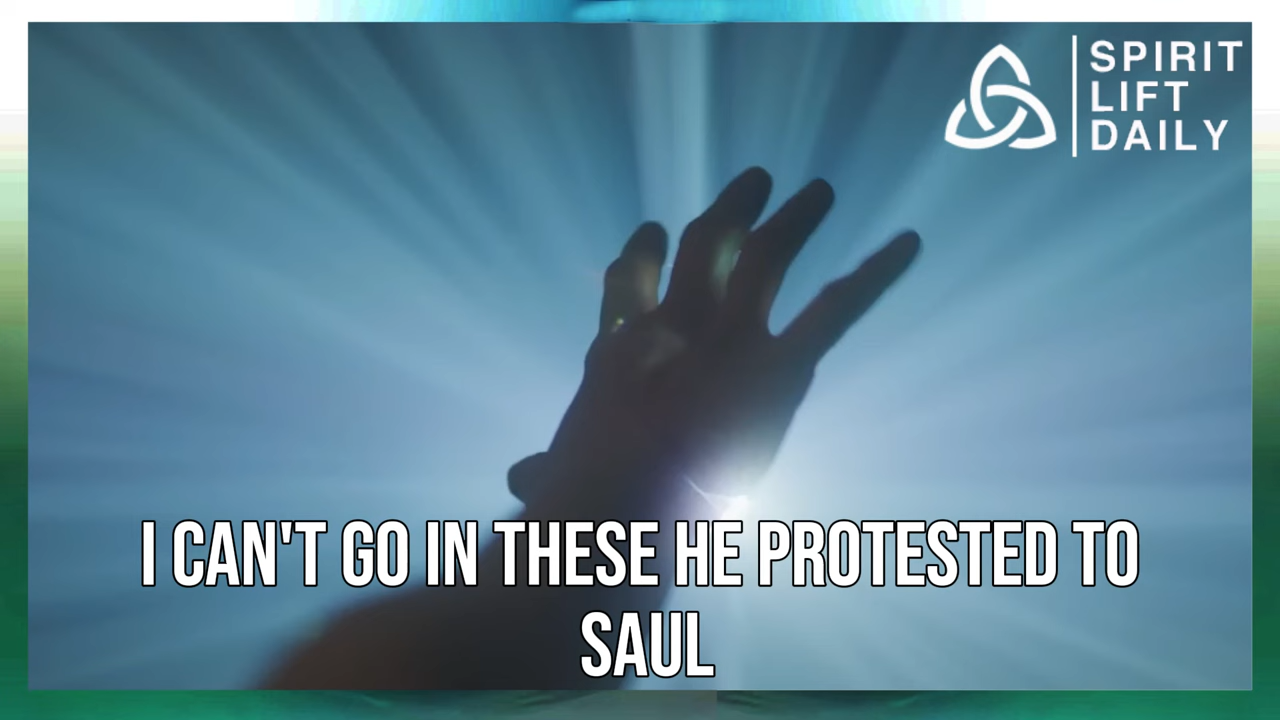 SPIRIT
LIFT
DAILY
I CAN'T GO IN THESE HE PROTESTED TO
SAUL